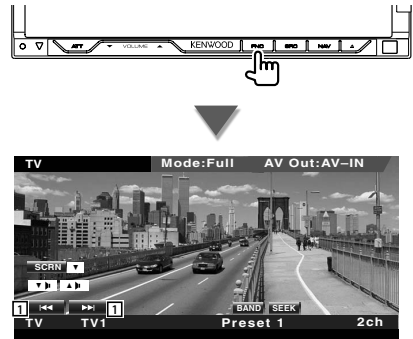 ATT VOLUME KENWOOD FNC SRC NAV
TV Mode:Full AV Out:AV–IN
SCRN
1 1
BAND SEEK
TV TV1 Preset 1 2ch